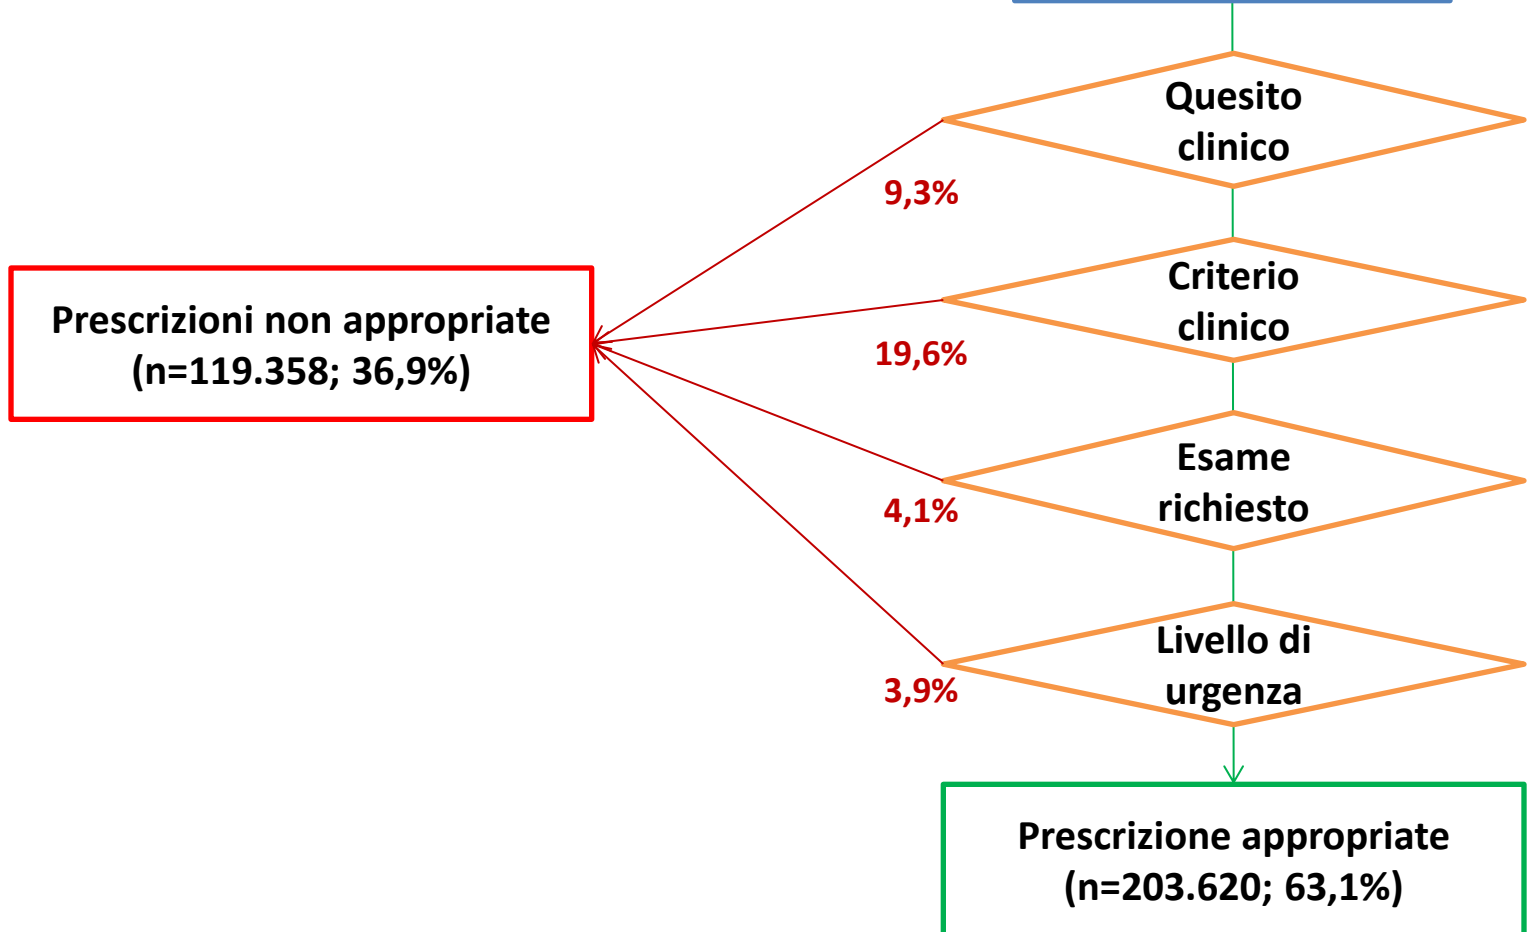 Quesito
clinico
9,3%
Criterio
clinico
Prescrizioni non appropriate
(n=119.358; 36,9%)
19,6%
Esame
richiesto
4,1%
Livello di
urgenza
3,9%
Prescrizione appropriate
(n=203.620; 63,1%)